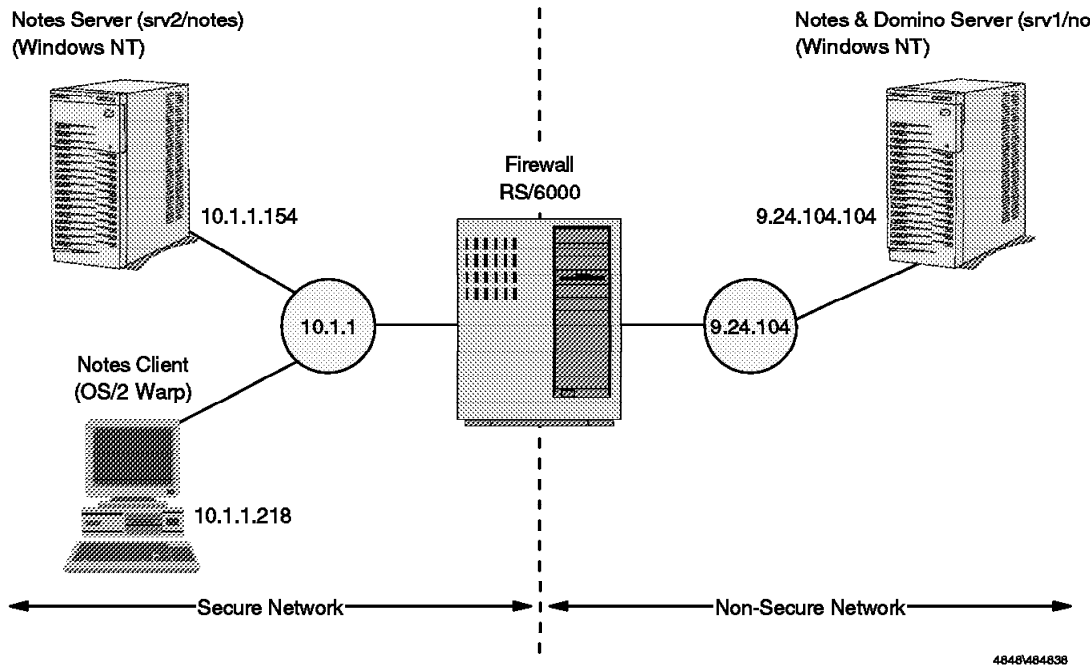 Notes Server (srv2/notes)
(Windows NT)
Notes & Domino Server (srv1/no
(Windows NT)
Firewall
RS/6000
10.1.1.154
9.24.104.104
10.1.1
9.24.104
Notes Client
(OS/2 Warp)
10.1.1.218
Secure Network
Non-Secure Network
4848\484838